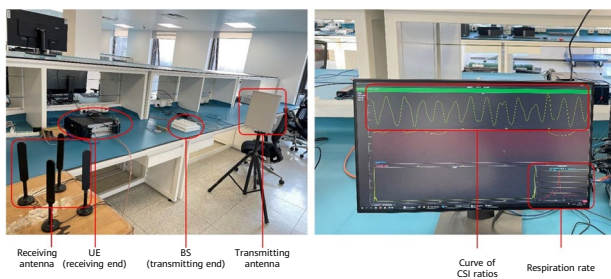 Receiving
antenna
UE
(receiving end)
BS
(transmitting end)
Transmitting
antenna
Curve of
CSI ratios
Respiration rate